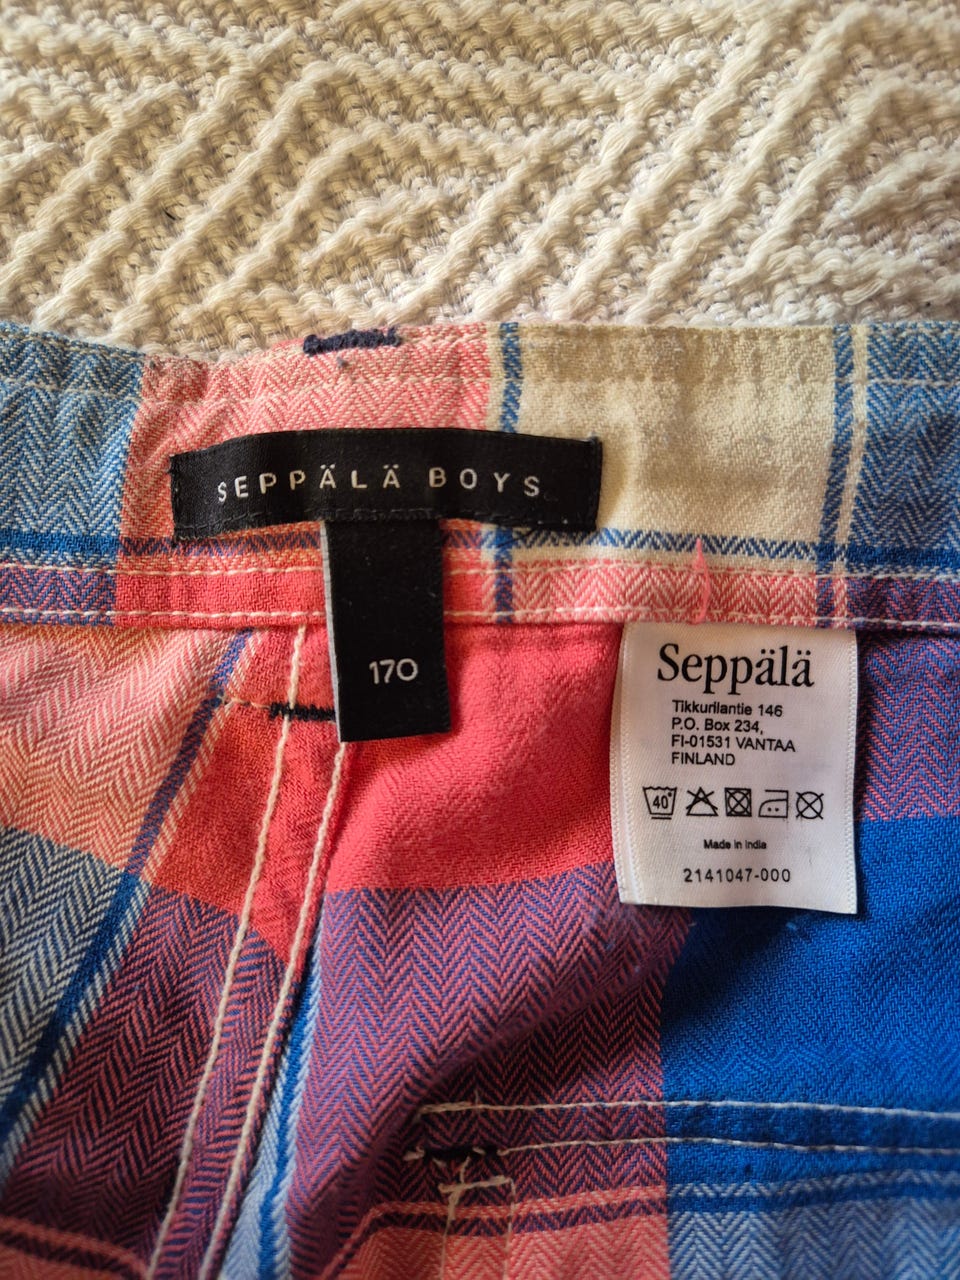 SEPPÄLÄ BOYS
170
Seppälä
Tikkurilantie 146
P.O. Box 234,
FI-01531 VANTAA
FINLAND
40°
Made in India
2141047-000